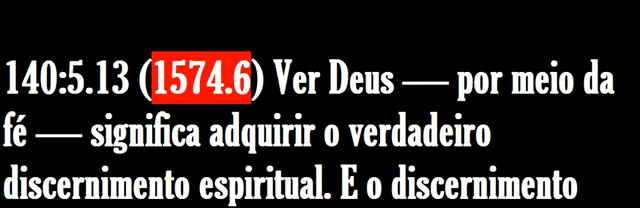 140:5.13 (1574.6) Ver Deus — por meio da
fé — significa adquirir o verdadeiro
discernimento espiritual. E o discernimento